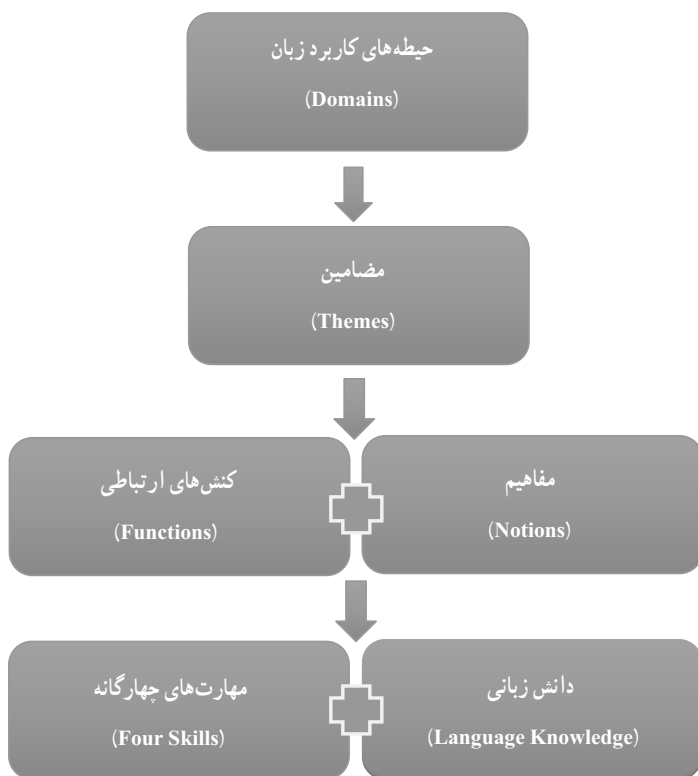 حیطه‌های کاربرد زبان
(Domains)
مضامین
(Themes)
مفاهیم
(Notions)
کنش‌های ارتباطی
(Functions)
دانش زبانی
(Language Knowledge)
مهارت‌های چهارگانه
(Four Skills)